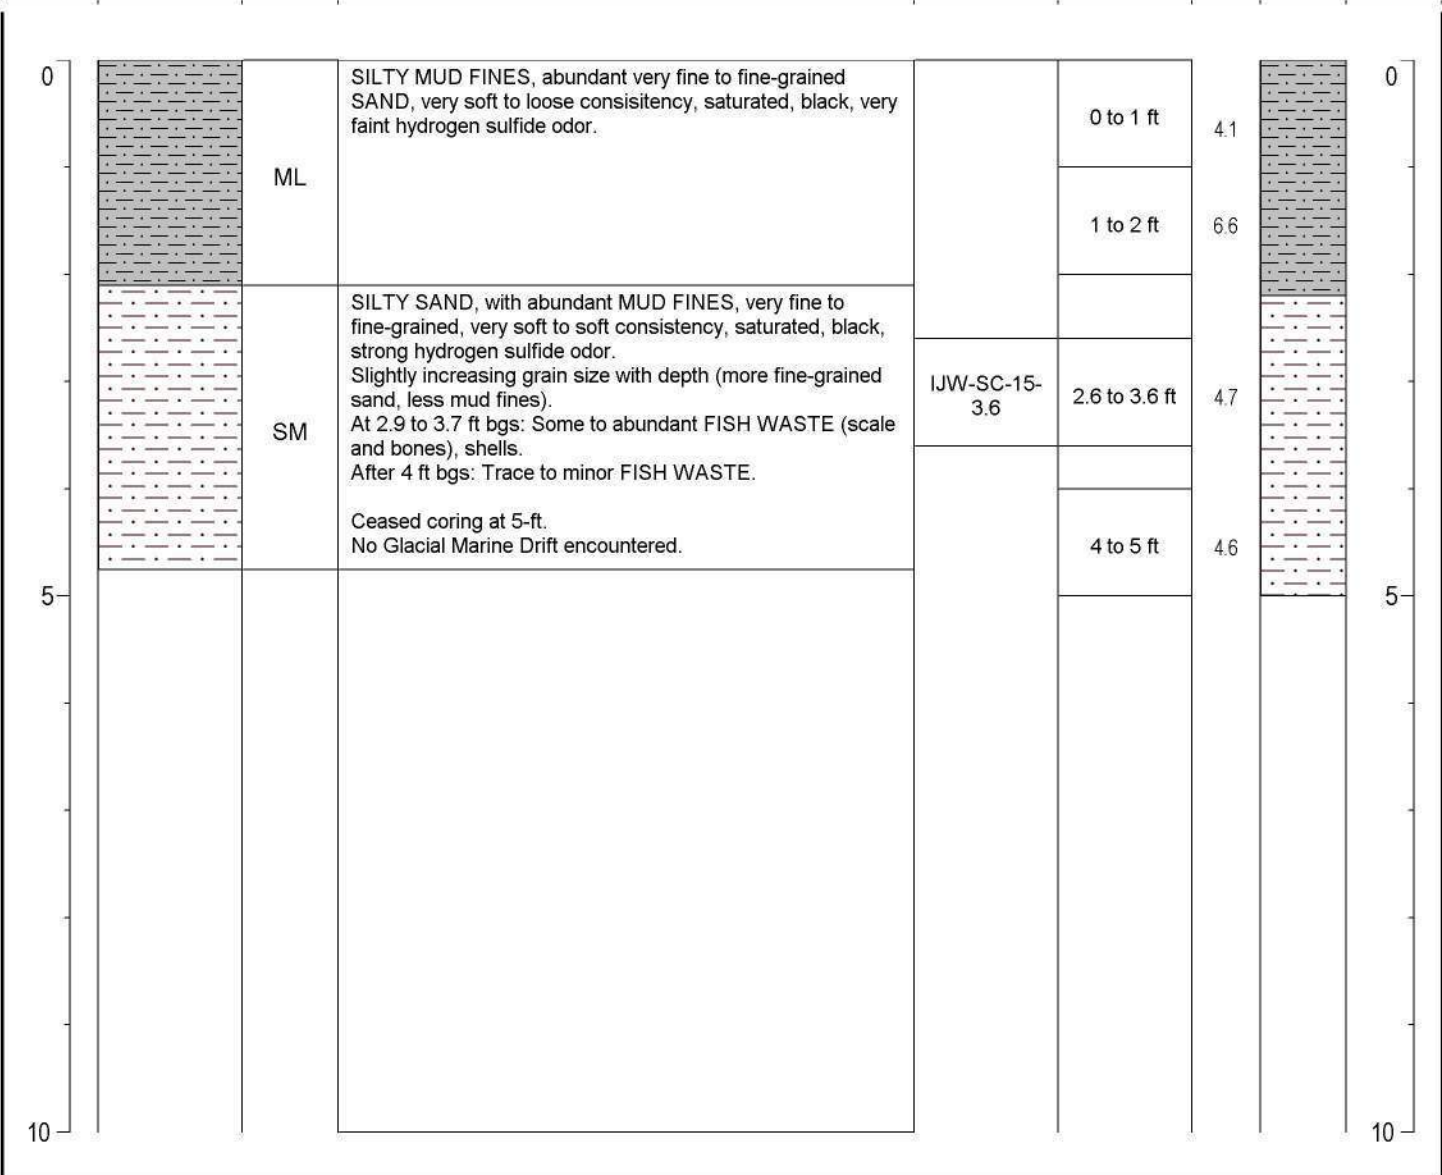 0
ML
SILTY MUD FINES, abundant very fine to fine-grained
SAND, very soft to loose consisitency, saturated, black, very
faint hydrogen sulfide odor.
0 to 1 ft
4.1
0
1 to 2 ft
6.6
SM
SILTY SAND, with abundant MUD FINES, very fine to
fine-grained, very soft to soft consistency, saturated, black,
strong hydrogen sulfide odor.
Slightly increasing grain size with depth (more fine-grained
sand, less mud fines).
At 2.9 to 3.7 ft bgs: Some to abundant FISH WASTE (scale
and bones), shells.
After 4 ft bgs: Trace to minor FISH WASTE.
Ceased coring at 5-ft.
No Glacial Marine Drift encountered.
IJW-SC-15-
3.6
2.6 to 3.6 ft
4.7
4 to 5 ft
4.6
5
5
10
10